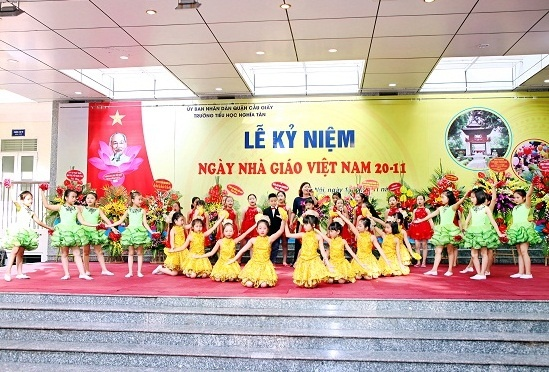 ỦY BAN NHÂN DÂN QUẬN CẦU GIẤY
TRƯỜNG TIỂU HỌC NGHĨA TÂN
LỄ KỶ NIỆM
NGÀY NHÀ GIÁO VIỆT NAM 20-11